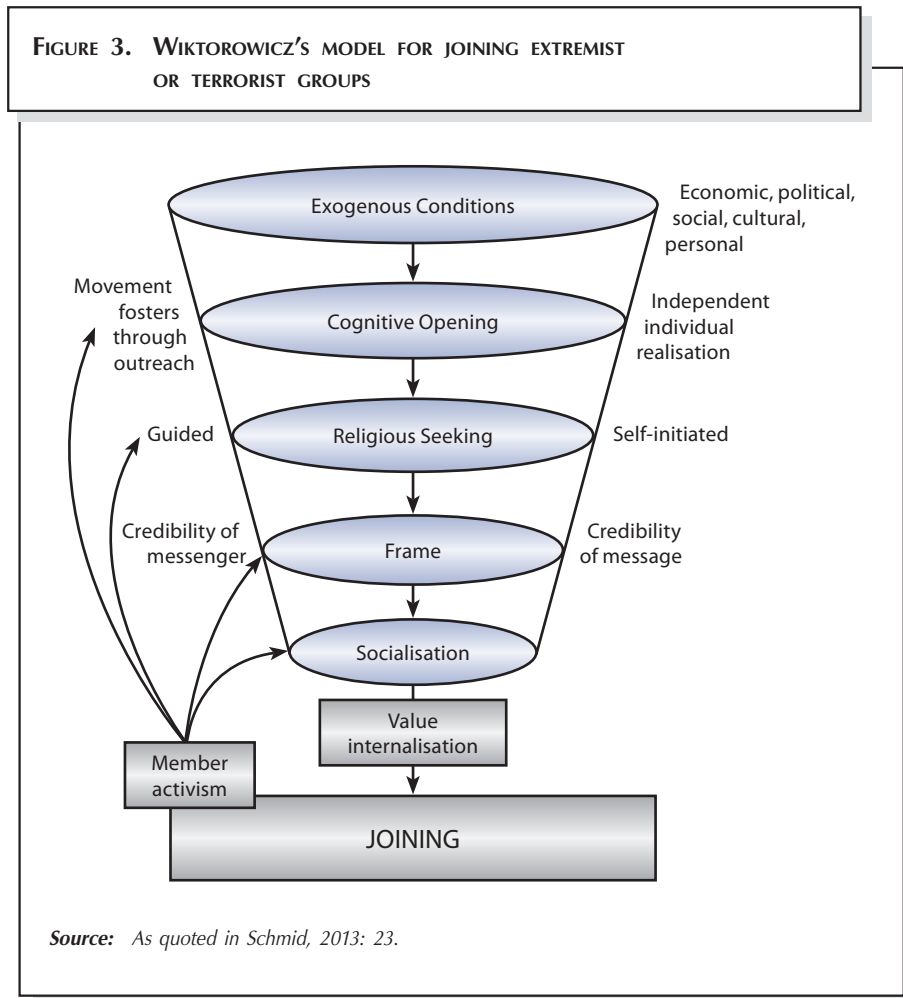 FIGURE 3. WIKTOROWICZ'S MODEL FOR JOINING EXTREMIST
OR TERRORIST GROUPS
Exogenous Conditions
Economic, political,
social, cultural,
personal
Movement
fosters
through
outreach
Cognitive Opening
Independent
individual
realisation
Guided
Religious Seeking
Self-initiated
Credibility of
messenger
Frame
Credibility
of message
Socialisation
Value
internalisation
Member
activism
JOINING
Source: As quoted in Schmid, 2013: 23.